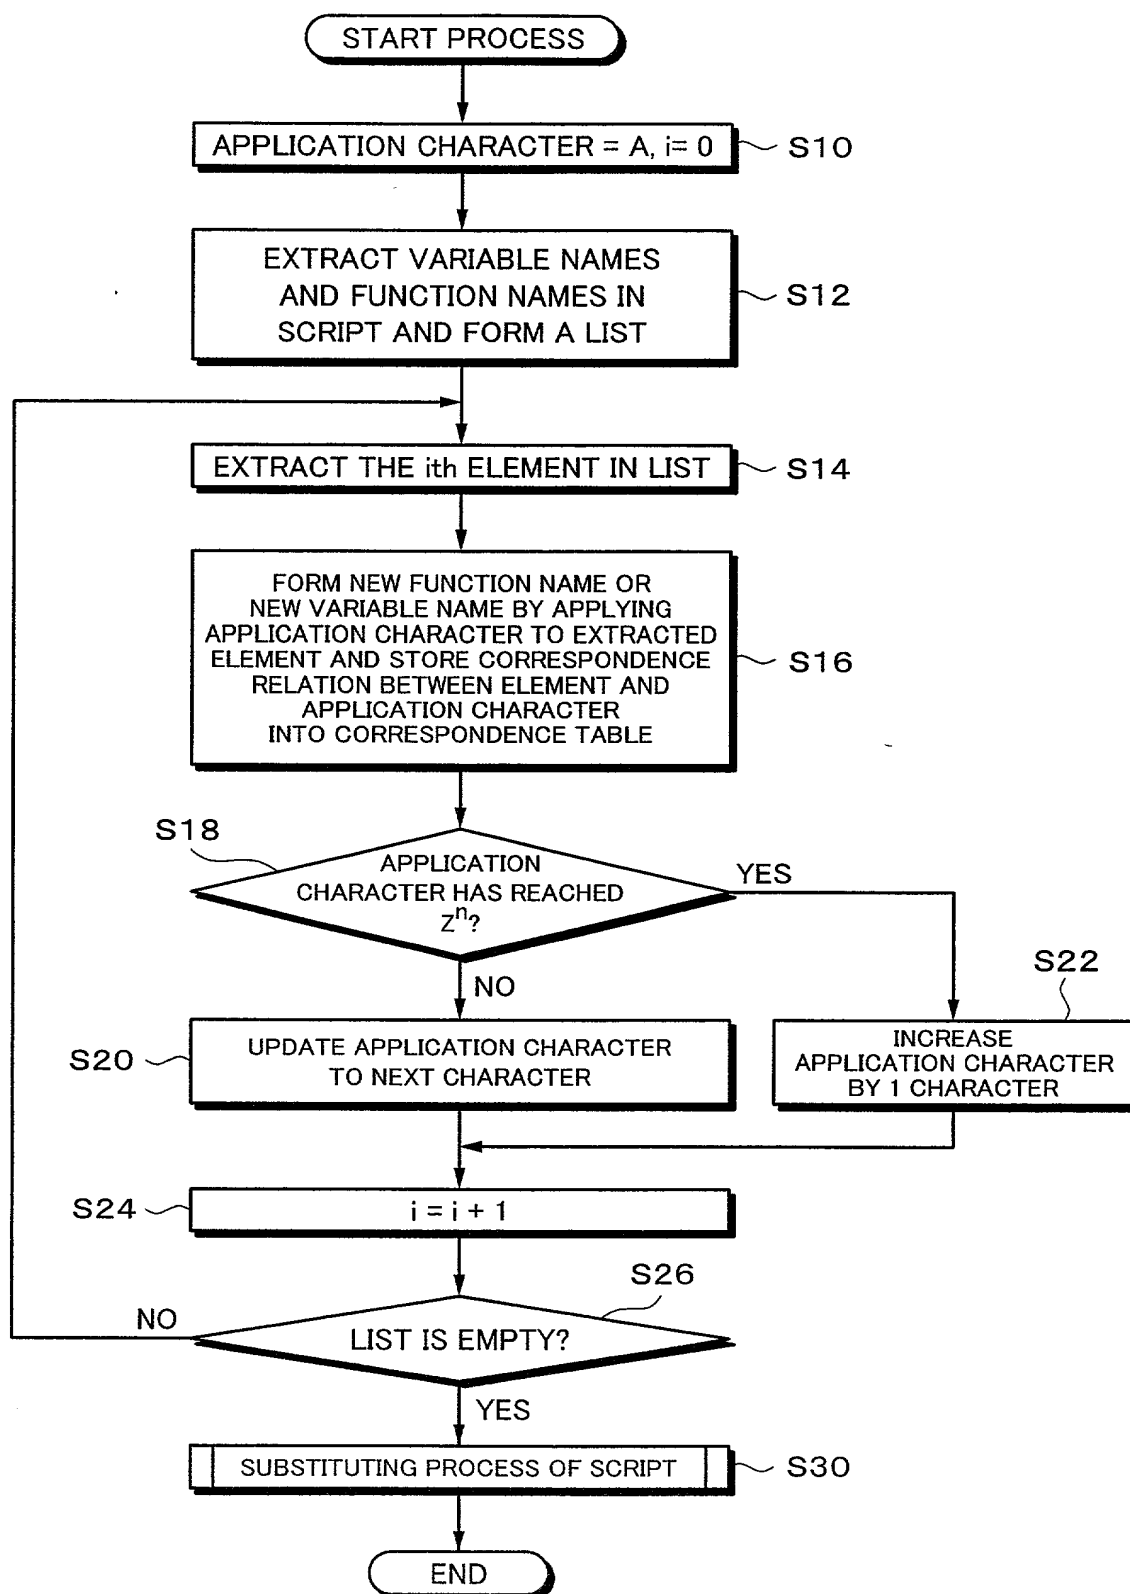 START PROCESS
APPLICATION CHARACTER = A, i= 0
S10
EXTRACT VARIABLE NAMES
AND FUNCTION NAMES IN
SCRIPT AND FORM A LIST
S12
EXTRACT THE ith ELEMENT IN LIST
S14
FORM NEW FUNCTION NAME OR
NEW VARIABLE NAME BY APPLYING
APPLICATION CHARACTER TO EXTRACTED
ELEMENT AND STORE CORRESPONDENCE
RELATION BETWEEN ELEMENT AND
APPLICATION CHARACTER
INTO CORRESPONDENCE TABLE
S16
S18
APPLICATION
CHARACTER HAS REACHED
Zⁿ?
YES
NO
S20
UPDATE APPLICATION CHARACTER
TO NEXT CHARACTER
S22
INCREASE
APPLICATION CHARACTER
BY 1 CHARACTER
S24
i = i + 1
S26
NO
LIST IS EMPTY?
YES
SUBSTITUTING PROCESS OF SCRIPT
S30
END